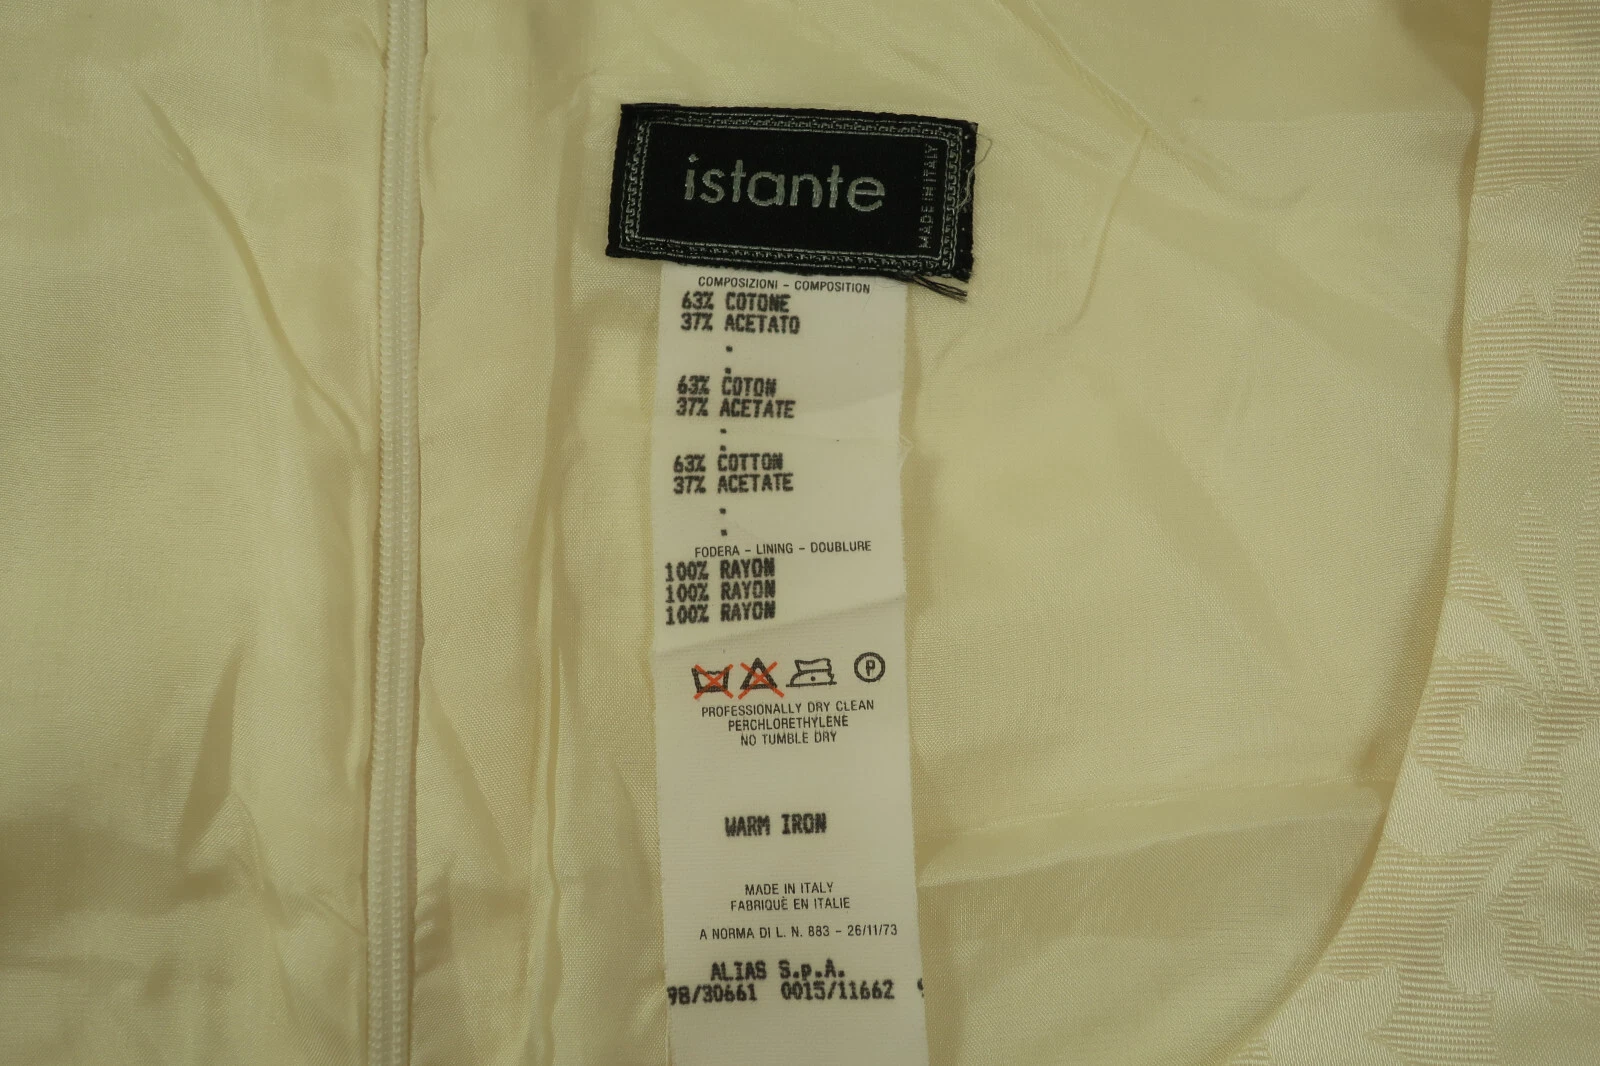 istante
MADE IN ITALY
COMPOSIZIONI - COMPOSITION
63% COTONE
37% ACETATO
.
.
63% COTON
37% ACETATE
.
.
63% COTTON
37% ACETATE
.
.
FODERA - LINING - DOUBLURE
100% RAYON
100% RAYON
100% RAYON
P
PROFESSIONALLY DRY CLEAN
PERCHLORETHYLENE
NO TUMBLE DRY
WARM IRON
MADE IN ITALY
FABRIQUÉ EN ITALIE
A NORMA DI L. N. 883 - 26/11/73
ALIAS S.p.A.
98/30661 0015/11662